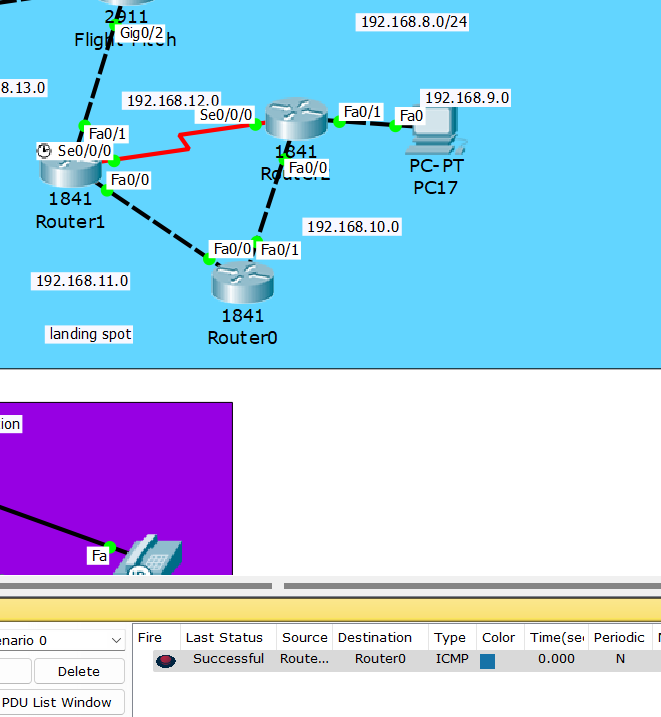 2911
Flight Pitch
Gig0/2
192.168.8.0/24
8.13.0
192.168.12.0
Se0/0/0
Fa0/1
Fa0
192.168.9.0
Fa0/1
Se0/0/0
1841
Fa0/0
PC-PT
PC17
Fa0/0
1841
Router1
192.168.10.0
Fa0/0
Fa0/1
192.168.11.0
1841
Router0
landing spot
ion
Fa
enario 0
Delete
PDU List Window
Fire Last Status Source Destination Type Color Time(sec Periodic N
Successful Route... Router0 ICMP 0.000 N